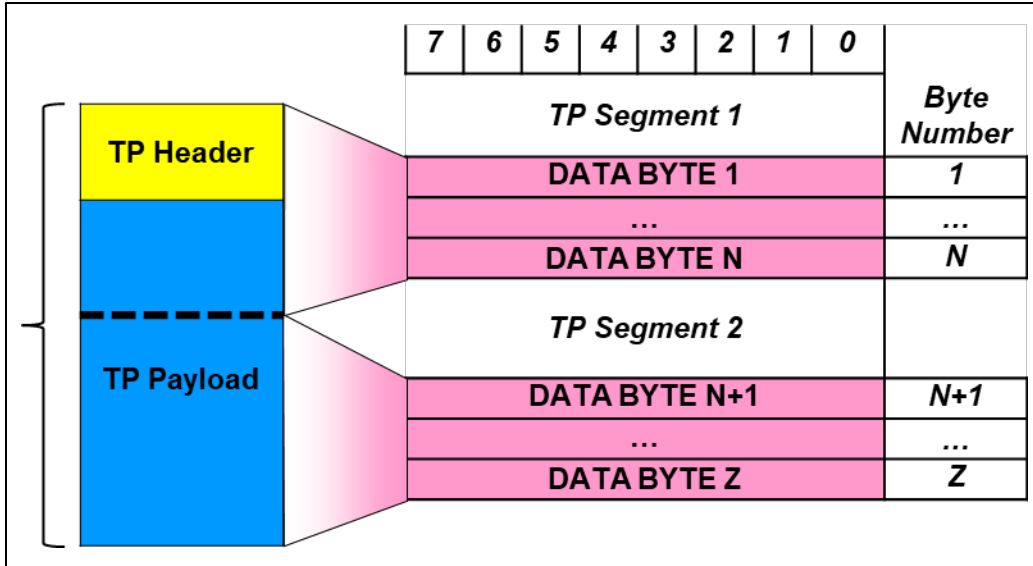 7 6 5 4 3 2 1 0
TP Segment 1
Byte
Number
TP Header
DATA BYTE 1 1
... ...
DATA BYTE N N
TP Segment 2
TP Payload
DATA BYTE N+1 N+1
... ...
DATA BYTE Z Z